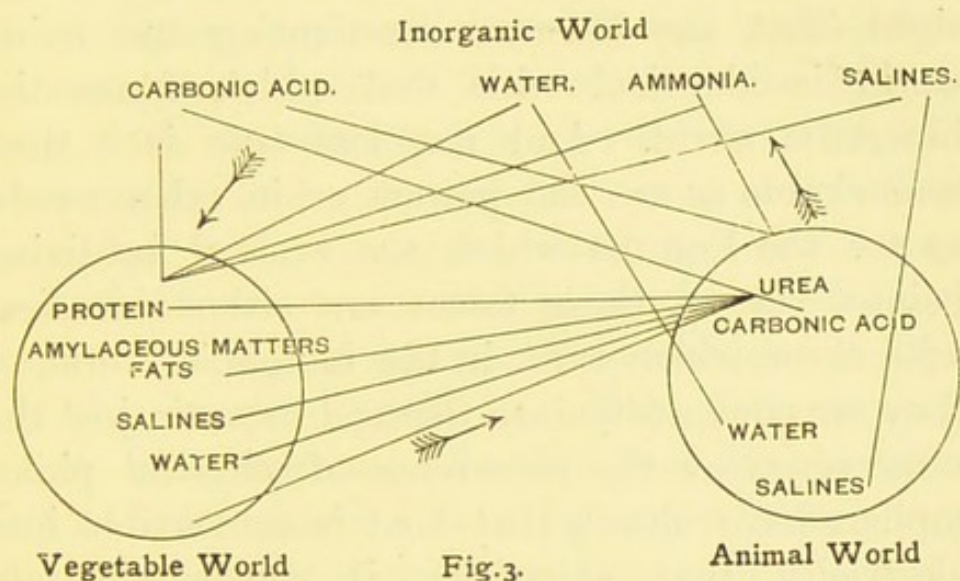 Inorganic World
CARBONIC ACID. WATER. AMMONIA. SALINES.
PROTEIN
AMYLACEOUS MATTERS
FATS
SALINES
WATER
UREA
CARBONIC ACID
WATER
SALINES
Vegetable World Fig.3. Animal World